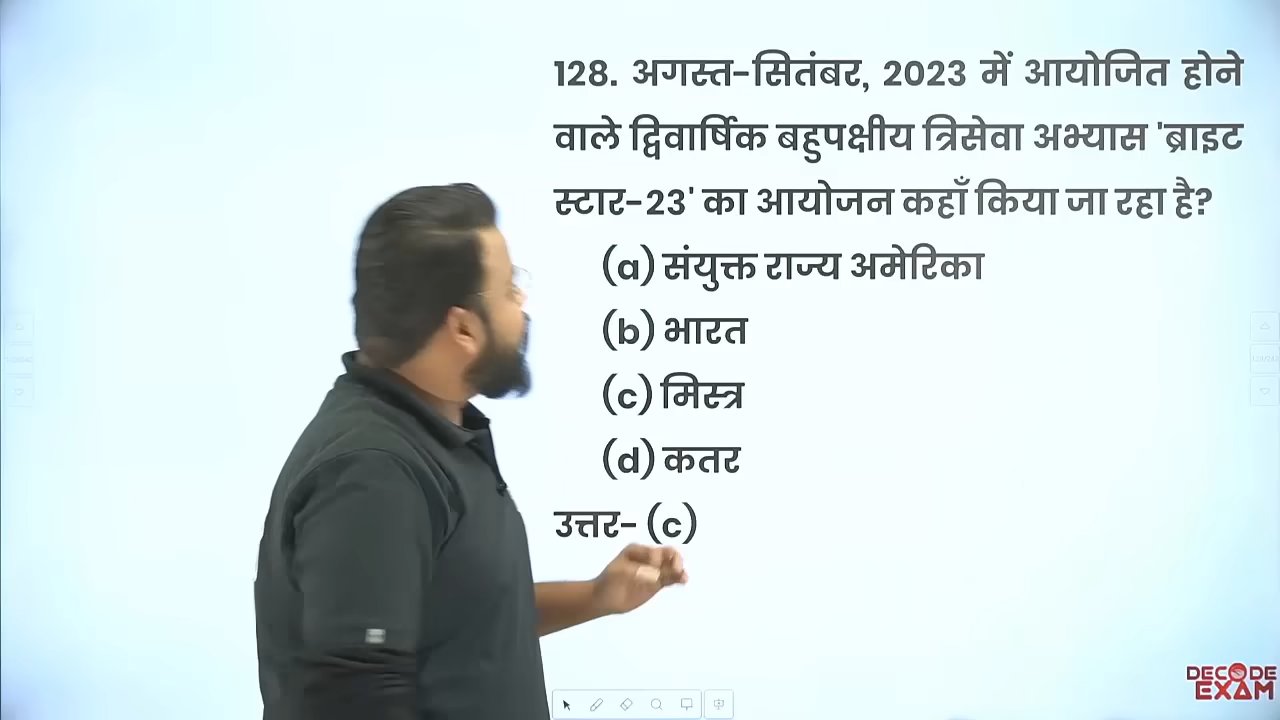 128. अगस्त-सितंबर, 2023 में आयोजित होने
वाले द्विवार्षिक बहुपक्षीय त्रिसेवा अभ्यास 'ब्राइट
स्टार-23' का आयोजन कहाँ किया जा रहा है?
(a) संयुक्त राज्य अमेरिका
(b) भारत
(c) मिस्त्र
(d) कतर
उत्तर- (c)
DECODE
EXAM